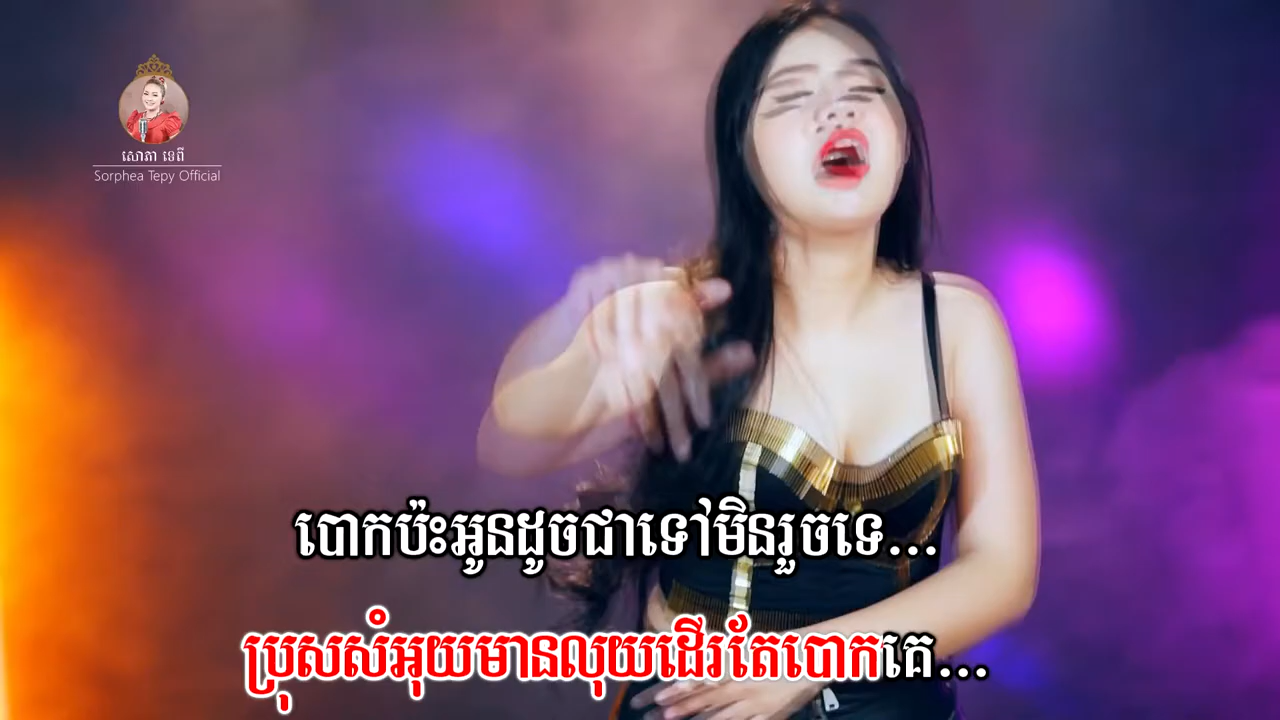 សោភា ទេពី
Sorphea Tepy Official
បោកប៉ះអូនដូចជាទៅមិនរួចទេ...
ប្រុសសំអុយមានលុយដើរតែបោកគេ...